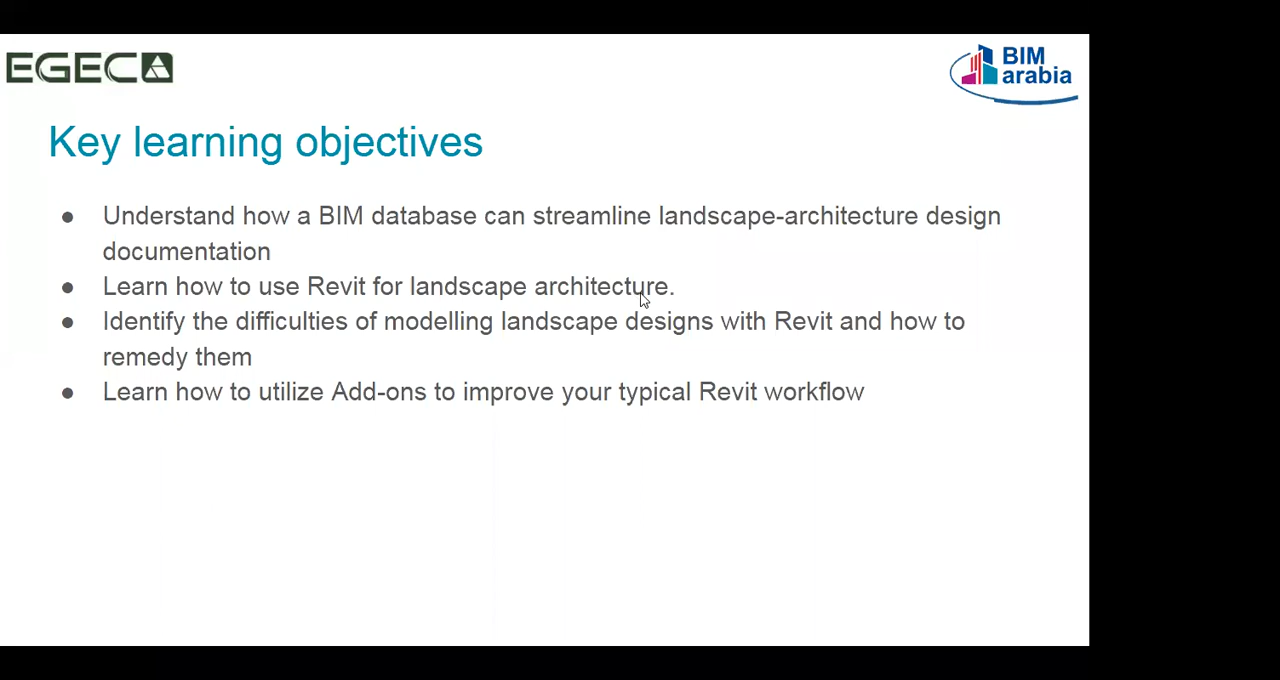 EGEC
BIM
arabia
Key learning objectives
● Understand how a BIM database can streamline landscape-architecture design
documentation
● Learn how to use Revit for landscape architecture.
● Identify the difficulties of modelling landscape designs with Revit and how to
remedy them
● Learn how to utilize Add-ons to improve your typical Revit workflow